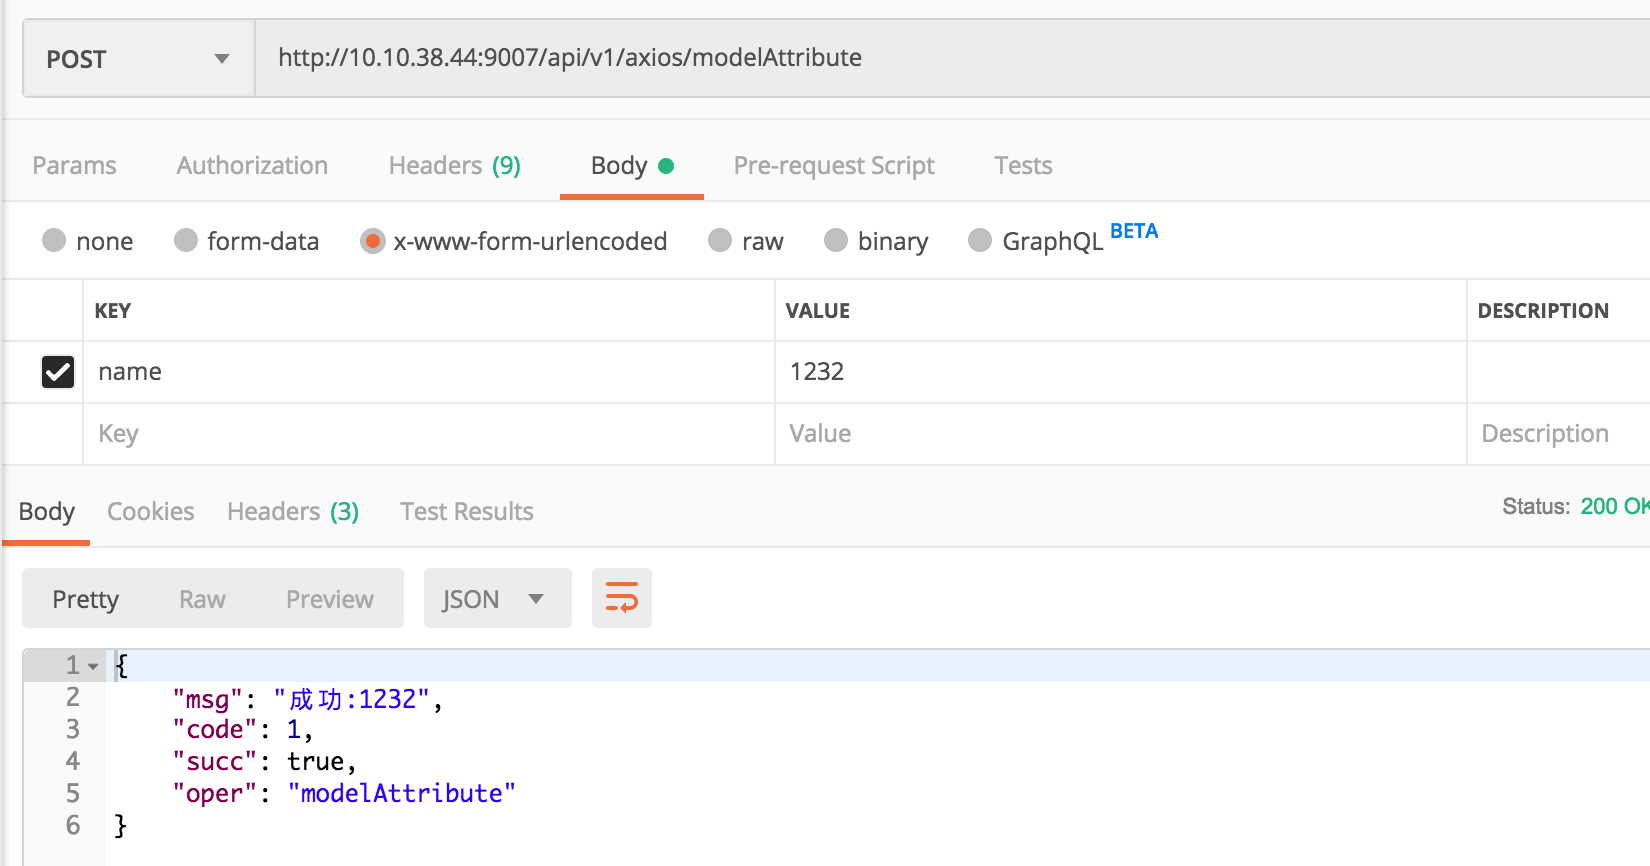 POST http://10.10.38.44:9007/api/v1/axios/modelAttribute
Params Authorization Headers (9) Body Pre-request Script Tests
none form-data x-www-form-urlencoded raw binary GraphQL BETA
KEY VALUE DESCRIPTION
name 1232
Key Value Description
Body Cookies Headers (3) Test Results Status: 200 OK
Pretty Raw Preview JSON
1 {
2 "msg": "成功:1232",
3 "code": 1,
4 "succ": true,
5 "oper": "modelAttribute"
6 }